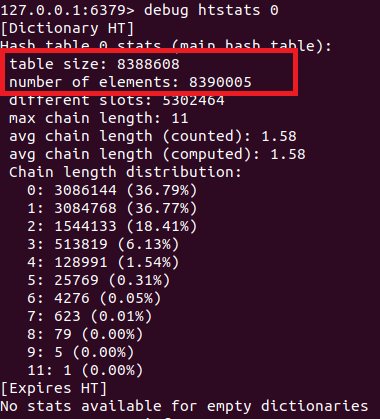 127.0.0.1:6379> debug htstats 0
[Dictionary HT]
Hash table 0 stats (main hash table):
table size: 8388608
number of elements: 8390005
different slots: 5302464
max chain length: 11
avg chain length (counted): 1.58
avg chain length (computed): 1.58
Chain length distribution:
0: 3086144 (36.79%)
1: 3084768 (36.77%)
2: 1544133 (18.41%)
3: 513819 (6.13%)
4: 128991 (1.54%)
5: 25769 (0.31%)
6: 4276 (0.05%)
7: 623 (0.01%)
8: 79 (0.00%)
9: 5 (0.00%)
11: 1 (0.00%)
[Expires HT]
No stats available for empty dictionaries